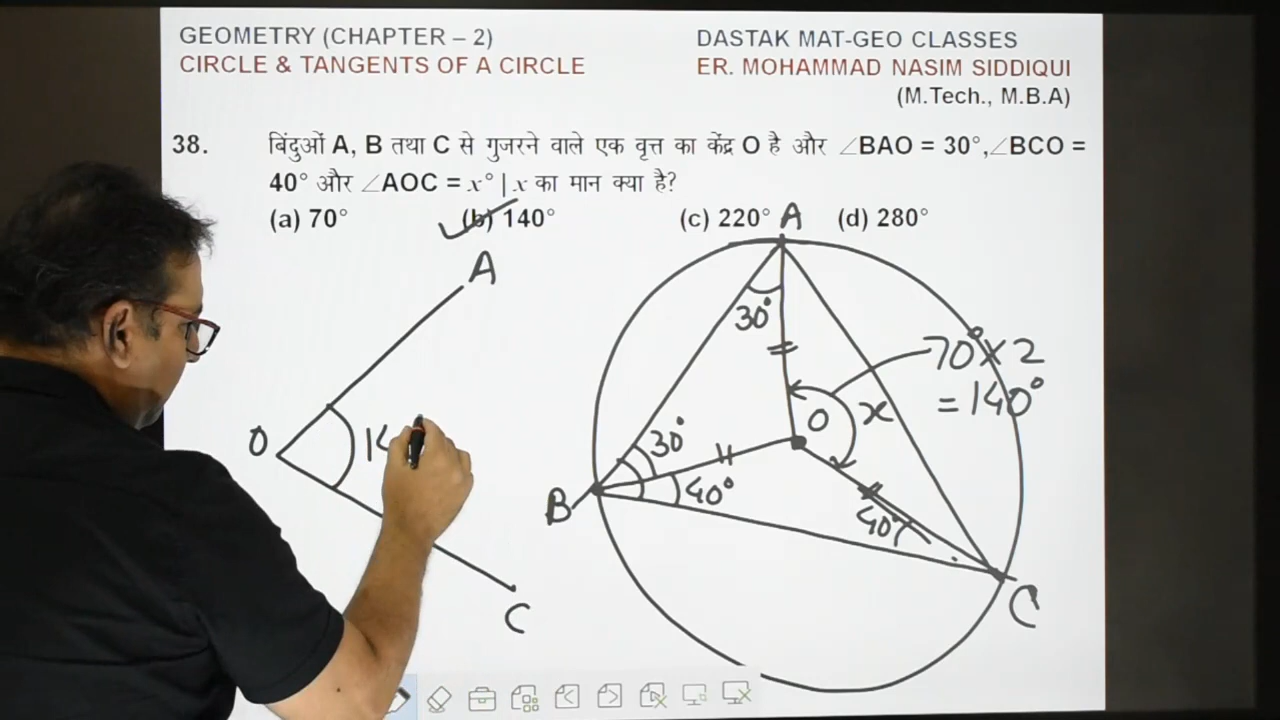 GEOMETRY (CHAPTER – 2)
CIRCLE & TANGENTS OF A CIRCLE
DASTAK MAT-GEO CLASSES
ER. MOHAMMAD NASIM SIDDIQUI
(M.Tech., M.B.A)
38. बिंदुओं A, B तथा C से गुजरने वाले एक वृत्त का केंद्र O है और ∠BAO = 30°,∠BCO =
40° और ∠AOC = x° | x का मान क्या है?
(a) 70° (b) 140° (c) 220° (d) 280°
A
A
30°
70° X 2
= 140°
O
x
O
14
30°
40°
B
40°
C
C